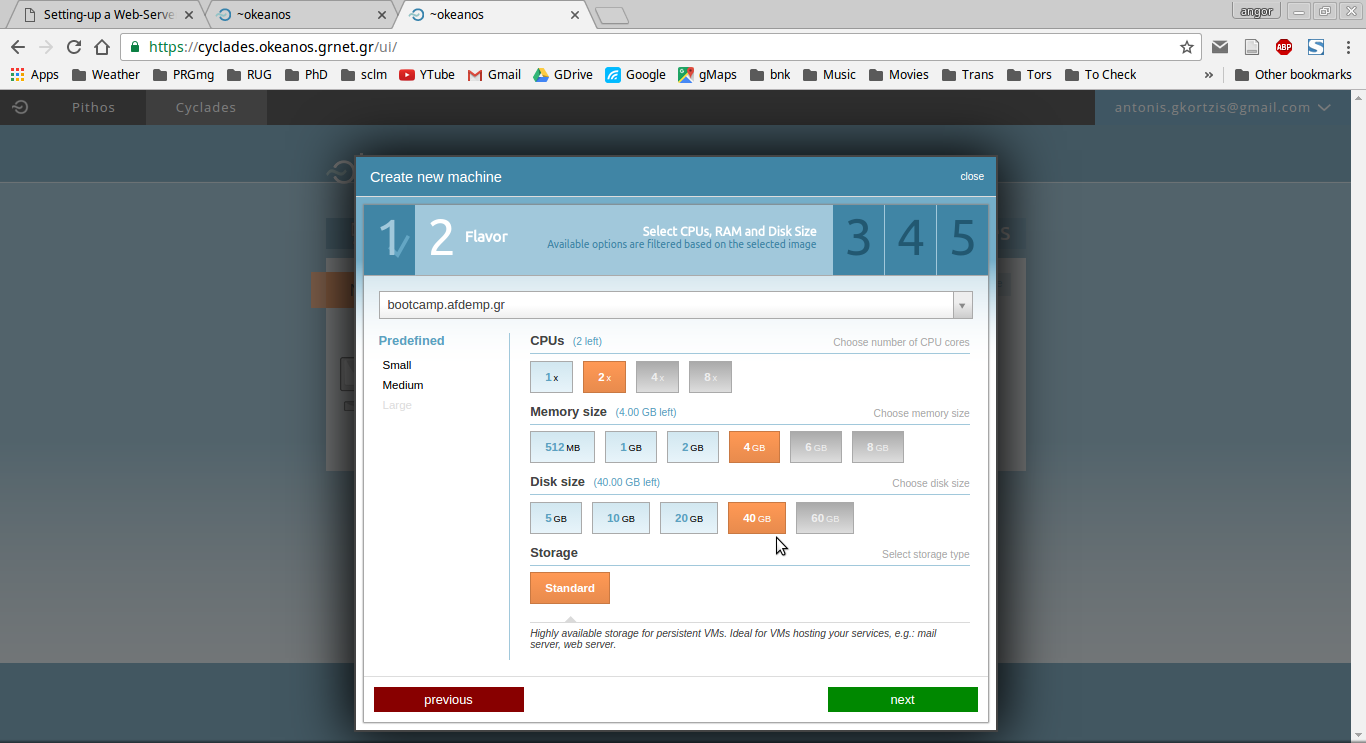 Setting-up a Web-Serve
~okeanos
~okeanos
angor
https://cyclades.okeanos.grnet.gr/ui/
ABP
Apps
Weather
PRGmg
RUG
PhD
sclm
YTube
Gmail
GDrive
Google
gMaps
bnk
Music
Movies
Trans
Tors
To Check
»
Other bookmarks
Pithos
Cyclades
antonis.gkortzis@gmail.com
Create new machine
close
1
2 Flavor
Select CPUs, RAM and Disk Size
Available options are filtered based on the selected image
3
4
5
bootcamp.afdemp.gr
Predefined
Small
Medium
Large
CPUs (2 left)
Choose number of CPU cores
1 x
2 x
4 x
8 x
Memory size (4.00 GB left)
Choose memory size
512 MB
1 GB
2 GB
4 GB
6 GB
8 GB
Disk size (40.00 GB left)
Choose disk size
5 GB
10 GB
20 GB
40 GB
60 GB
Storage
Select storage type
Standard
Highly available storage for persistent VMs. Ideal for VMs hosting your services, e.g.: mail
server, web server.
previous
next